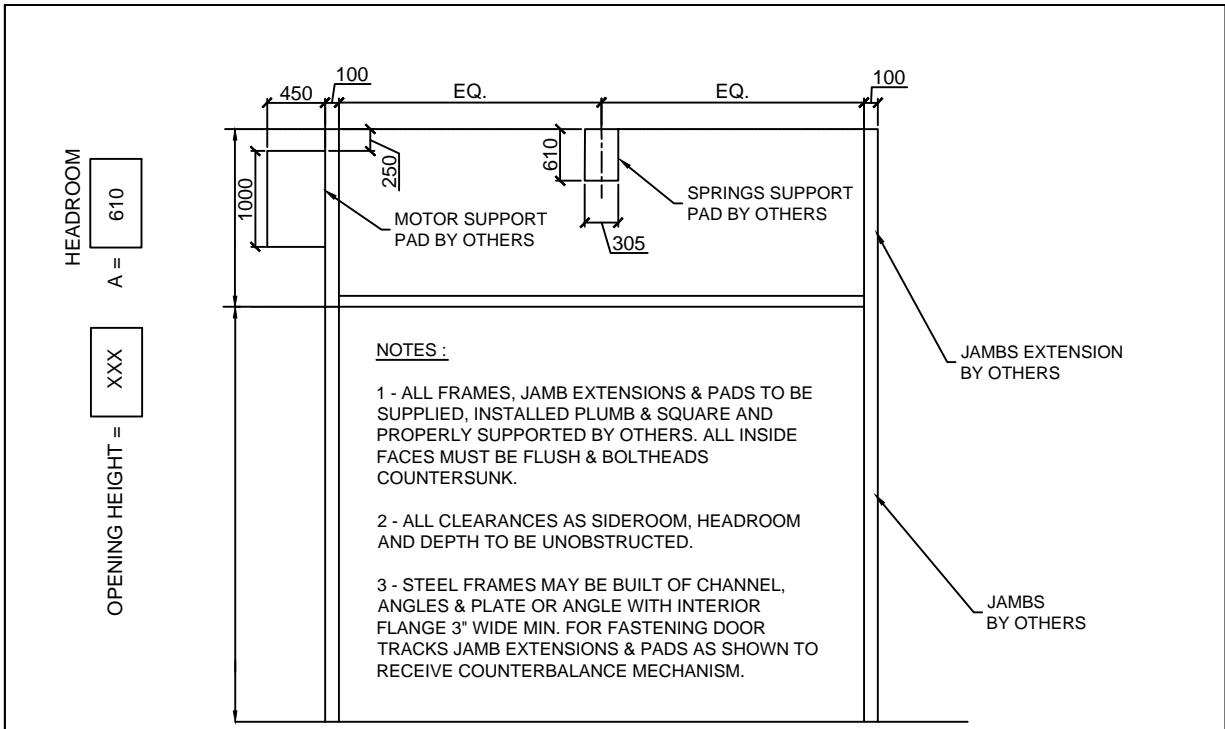 100
450
EQ.
EQ.
100
HEADROOM
A = 610
1000
250
610
305
MOTOR SUPPORT
PAD BY OTHERS
SPRINGS SUPPORT
PAD BY OTHERS
OPENING HEIGHT = XXX
JAMBS EXTENSION
BY OTHERS
NOTES :
1 - ALL FRAMES, JAMB EXTENSIONS & PADS TO BE
SUPPLIED, INSTALLED PLUMB & SQUARE AND
PROPERLY SUPPORTED BY OTHERS. ALL INSIDE
FACES MUST BE FLUSH & BOLTHEADS
COUNTERSUNK.
2 - ALL CLEARANCES AS SIDEROOM, HEADROOM
AND DEPTH TO BE UNOBSTRUCTED.
3 - STEEL FRAMES MAY BE BUILT OF CHANNEL,
ANGLES & PLATE OR ANGLE WITH INTERIOR
FLANGE 3" WIDE MIN. FOR FASTENING DOOR
TRACKS JAMB EXTENSIONS & PADS AS SHOWN TO
RECEIVE COUNTERBALANCE MECHANISM.
JAMBS
BY OTHERS